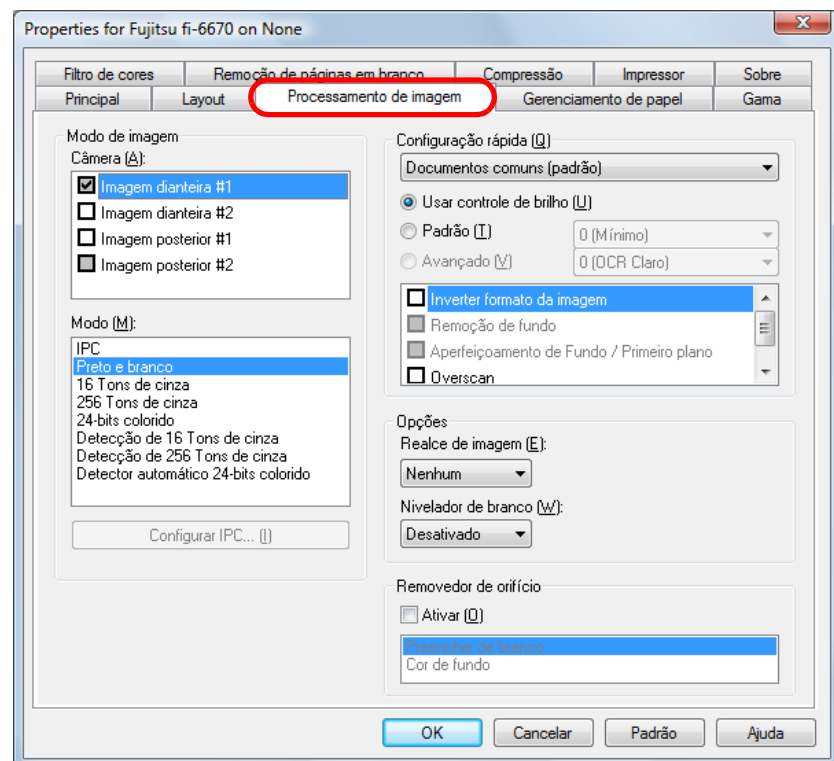 Properties for Fujitsu fi-6670 on None
Filtro de cores Remoção de páginas em branco Compressão Impressor Sobre
Principal Layout Processamento de imagem Gerenciamento de papel Gama
Modo de imagem
Câmera (A):
Imagem dianteira #1
Imagem dianteira #2
Imagem posterior #1
Imagem posterior #2
Modo (M):
IPC
Preto e branco
16 Tons de cinza
256 Tons de cinza
24-bits colorido
Detecção de 16 Tons de cinza
Detecção de 256 Tons de cinza
Detector automático 24-bits colorido
Configurar IPC... (I)
Configuração rápida (Q)
Documentos comuns (padrão)
Usar controle de brilho (U)
Padrão (T) 0 (Mínimo)
Avançado (V) 0 (OCR Claro)
Inverter formato da imagem
Remoção de fundo
Aperfeiçoamento de Fundo / Primeiro plano
Overscan
Opções
Realce de imagem (E):
Nenhum
Nivelador de branco (W):
Desativado
Removedor de orifício
Ativar (O)
Preencher de branco
Cor de fundo
OK Cancelar Padrão Ajuda